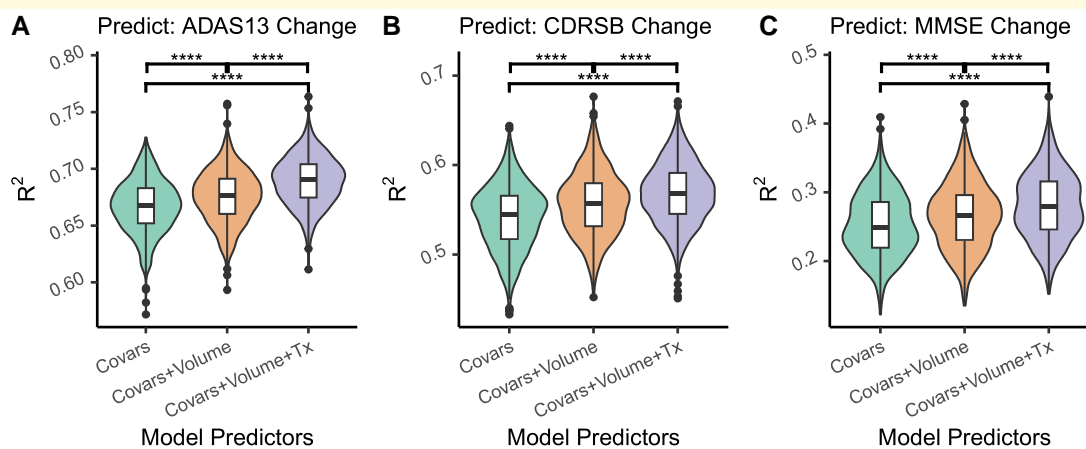 A Predict: ADAS13 Change
R2
0.80
0.75
0.70
0.65
0.60
****
****
****
Covars
Covars+Volume
Covars+Volume+Tx
Model Predictors
B Predict: CDRSB Change
R2
0.7
0.6
0.5
****
****
****
Covars
Covars+Volume
Covars+Volume+Tx
Model Predictors
C Predict: MMSE Change
R2
0.5
0.4
0.3
0.2
****
****
****
Covars
Covars+Volume
Covars+Volume+Tx
Model Predictors